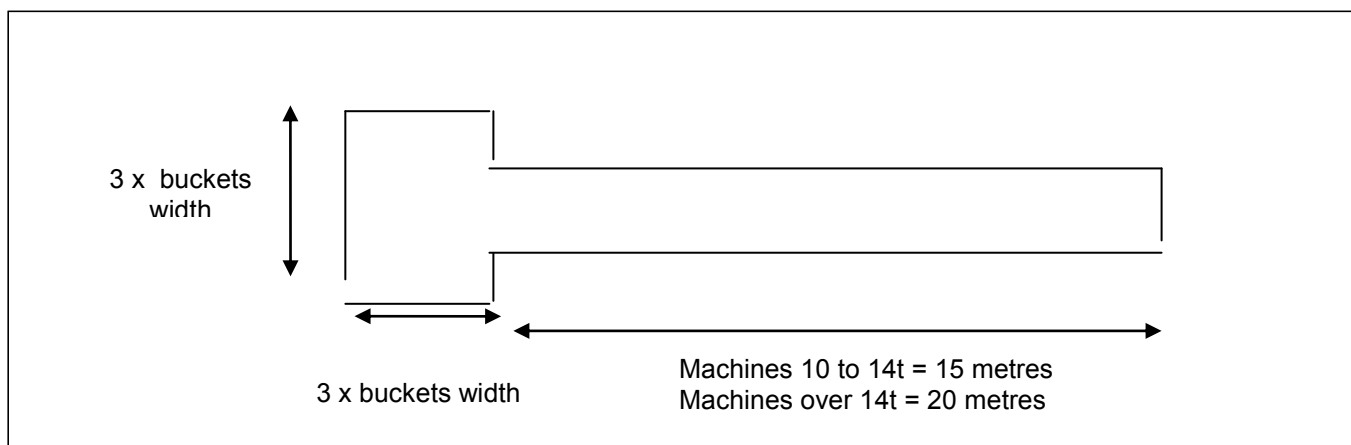 3 x buckets
width
3 x buckets width
Machines 10 to 14t = 15 metres
Machines over 14t = 20 metres